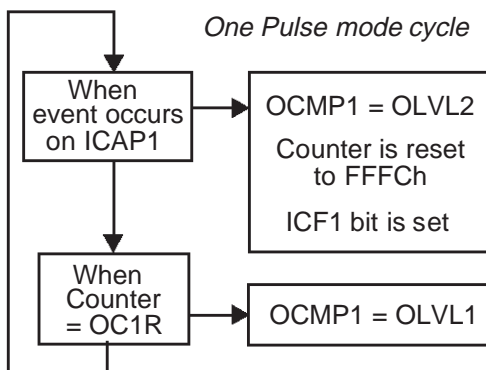 One Pulse mode cycle
When
event occurs
on ICAP1
OCMP1 = OLVL2
Counter is reset
to FFFCh
ICF1 bit is set
When
Counter
= OC1R
OCMP1 = OLVL1